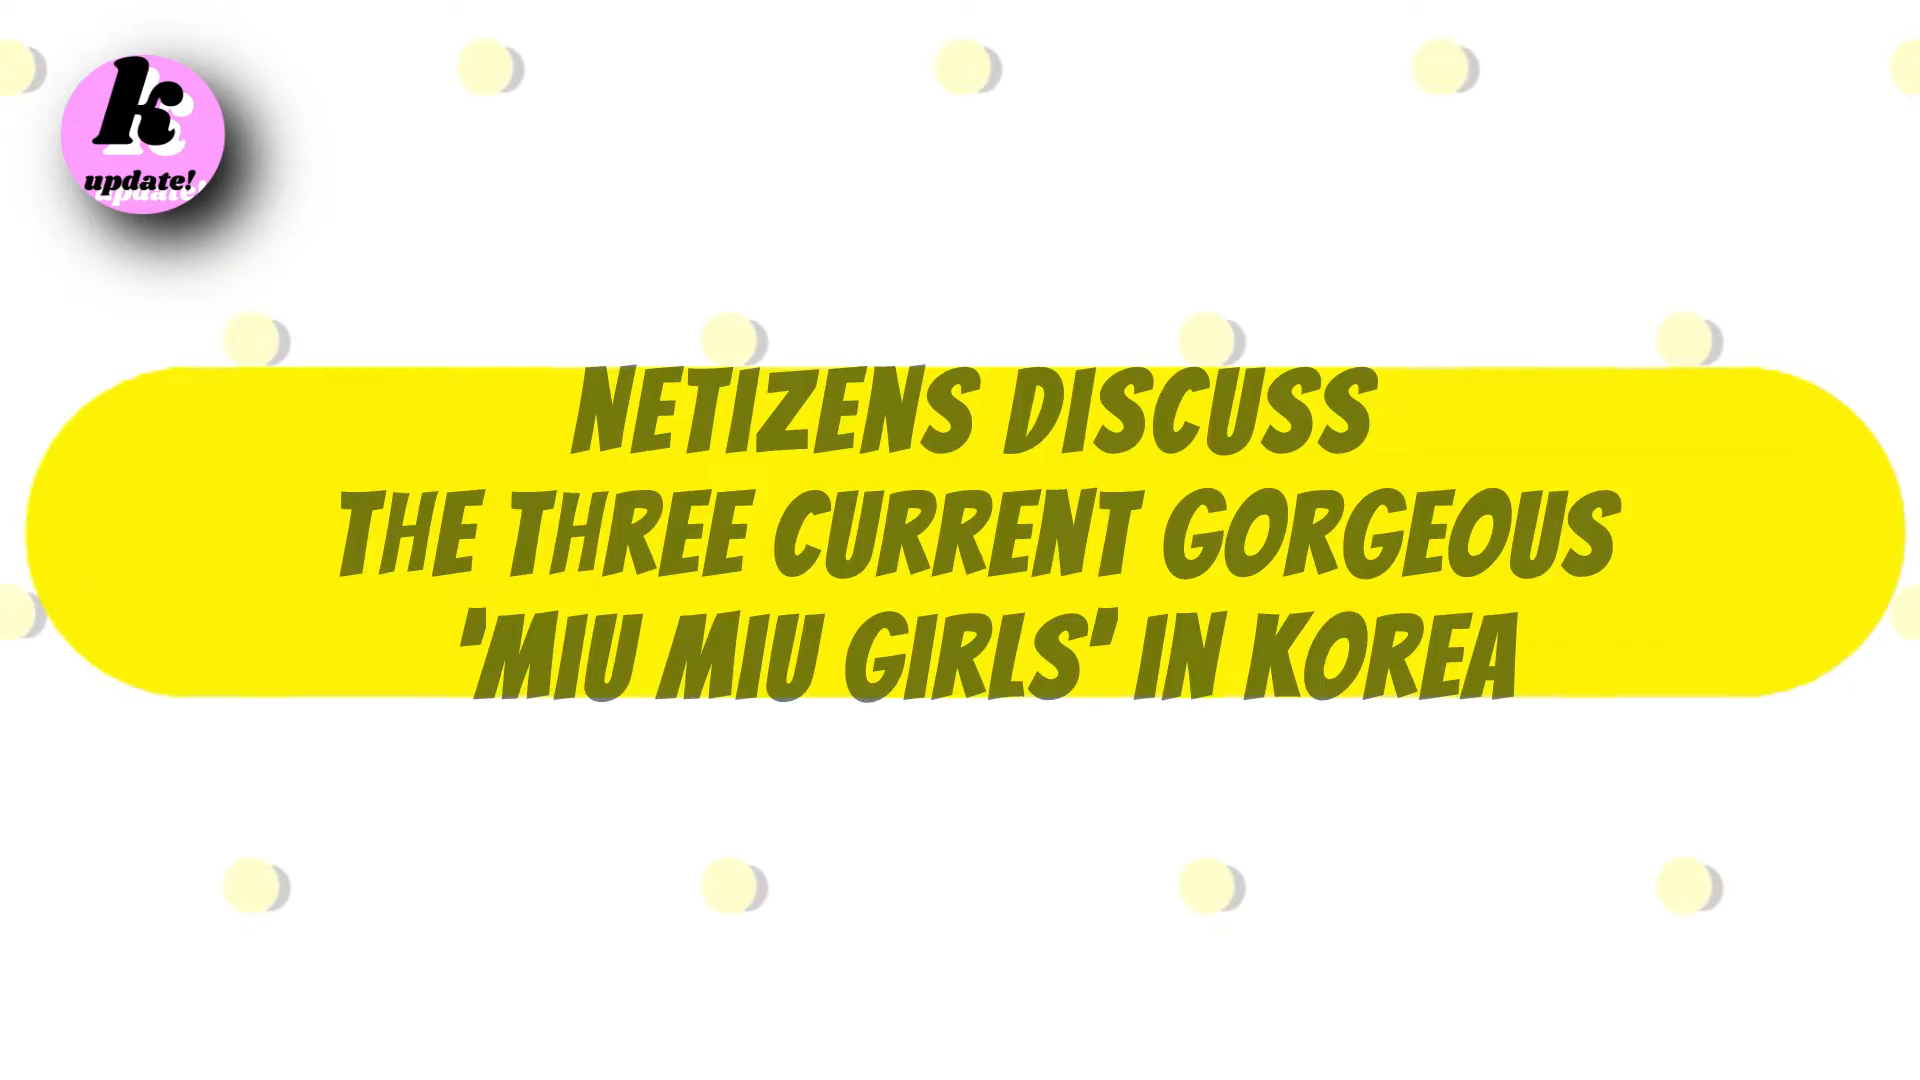 k
update!
NETIZENS DISCUSS
THE THREE CURRENT GORGEOUS
'MIU MIU GIRLS' IN KOREA